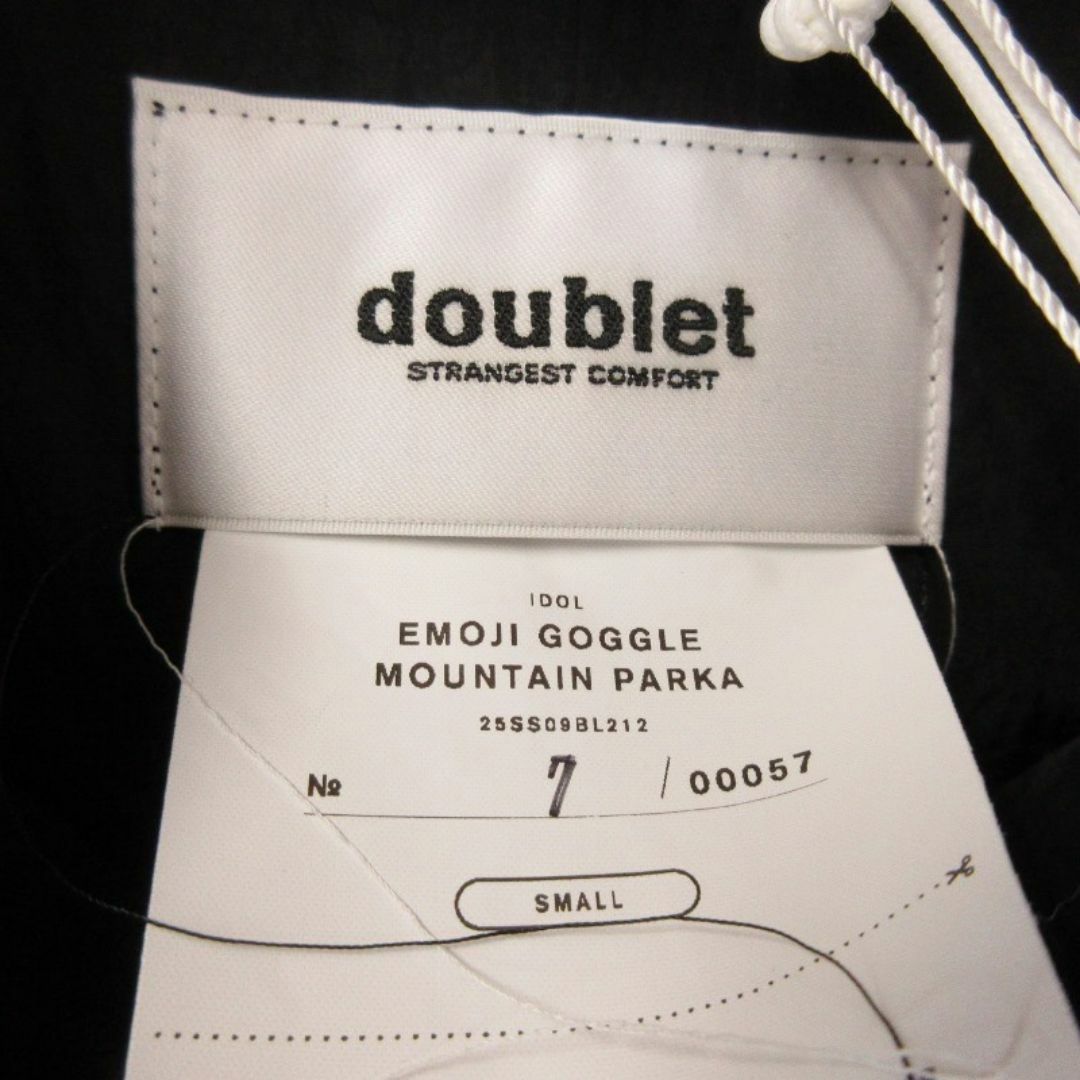 doublet
STRANGEST COMFORT
IDOL
EMOJI GOGGLE
MOUNTAIN PARKA
25SS09BL212
№ 7 / 00057
SMALL